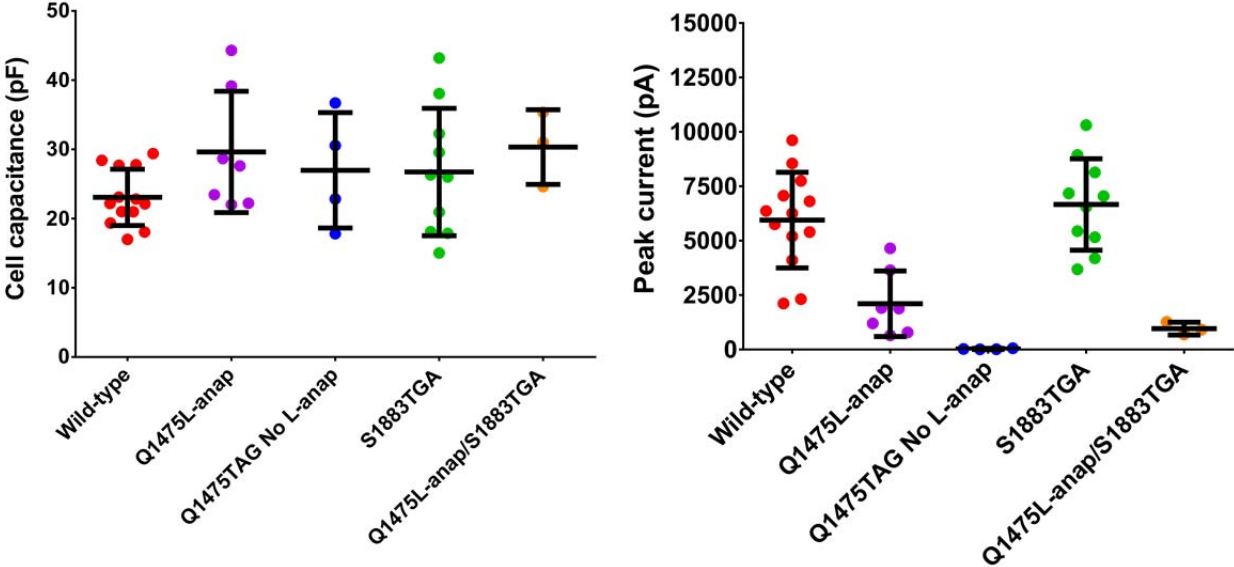 Cell capacitance (pF)
50
40
30
20
10
0
Wild-type
Q1475L-anap
Q1475TAG No L-anap
S1883TGA
Q1475L-anap/S1883TGA
Peak current (pA)
15000
12500
10000
7500
5000
2500
0
Wild-type
Q1475L-anap
Q1475TAG No L-anap
S1883TGA
Q1475L-anap/S1883TGA